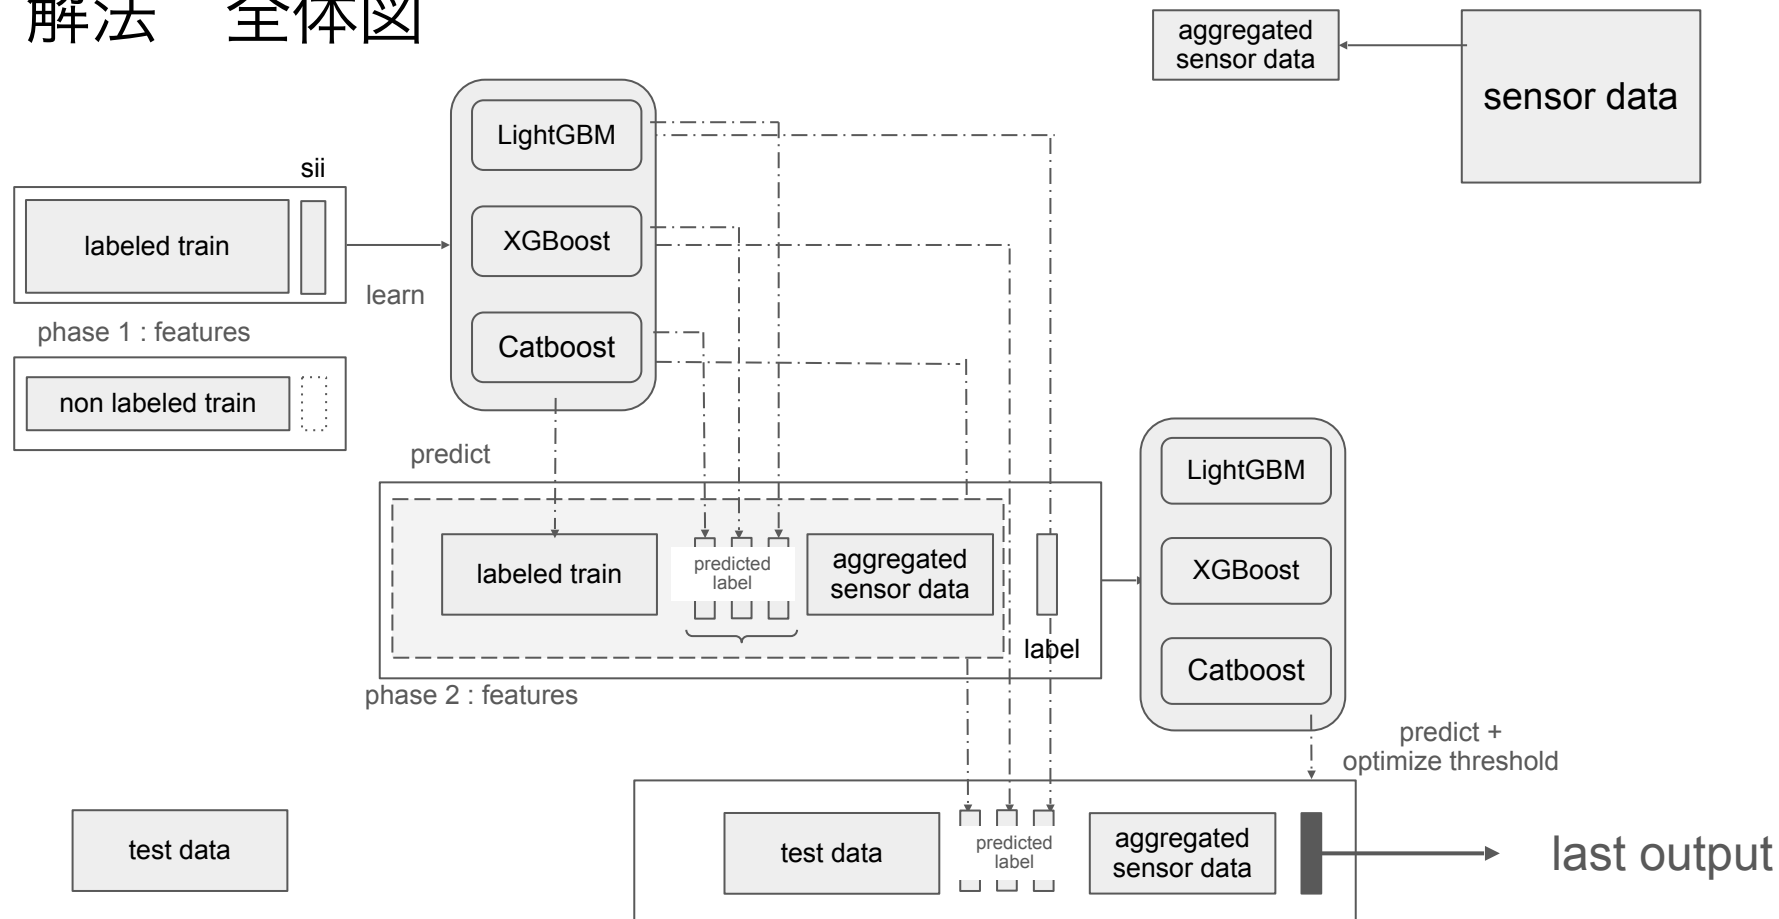 解法　全体図
aggregated
sensor data
sensor data
LightGBM
XGBoost
Catboost
sii
labeled train
learn
phase 1 : features
non labeled train
predict
labeled train
predicted
label
aggregated
sensor data
label
phase 2 : features
LightGBM
XGBoost
Catboost
predict +
optimize threshold
test data
test data
predicted
label
aggregated
sensor data
last output